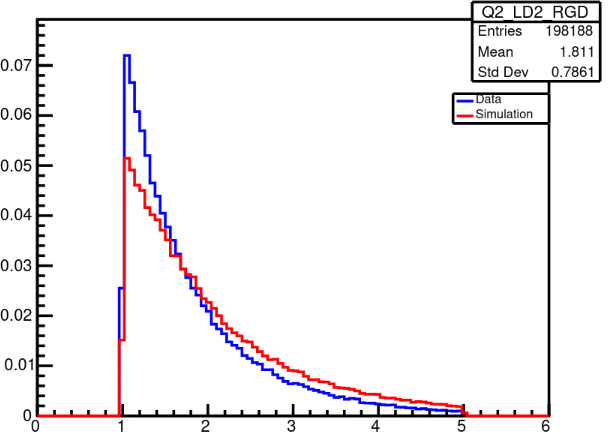 Q2_LD2_RGD
Entries 198188
Mean 1.811
Std Dev 0.7861
Data
Simulation
0.07
0.06
0.05
0.04
0.03
0.02
0.01
0
0 1 2 3 4 5 6